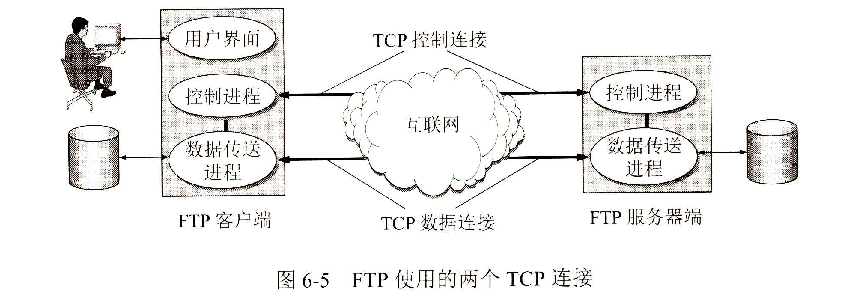 用户界面
TCP 控制连接
控制进程
互联网
控制进程
数据传送
进程
数据传送
进程
FTP 客户端
TCP 数据连接
FTP 服务器端
图 6-5 FTP 使用的两个 TCP 连接